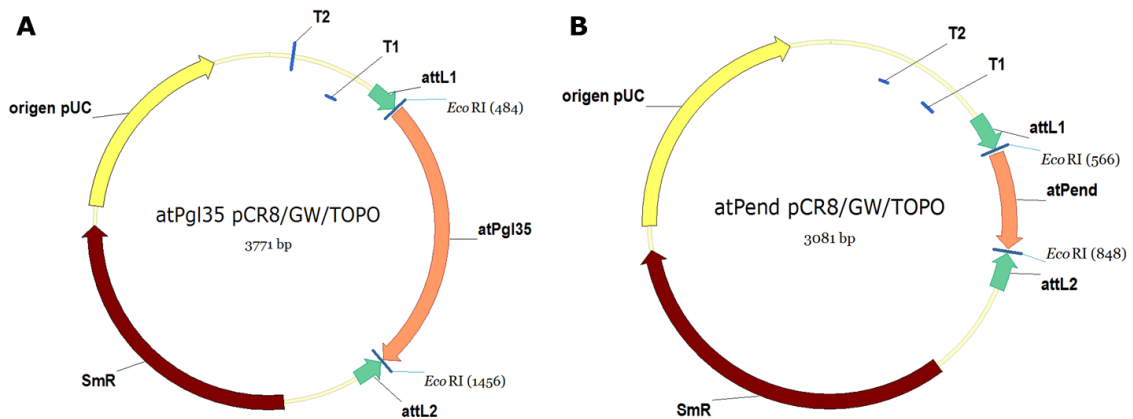 A
T2
T1
attL1
EcoRI (484)
origen pUC
atPgl35 pCR8/GW/TOPO
3771 bp
atPgl35
SmR
EcoRI (1456)
attL2
B
T2
T1
origen pUC
attL1
EcoRI (566)
atPend
atPend pCR8/GW/TOPO
3081 bp
EcoRI (848)
attL2
SmR